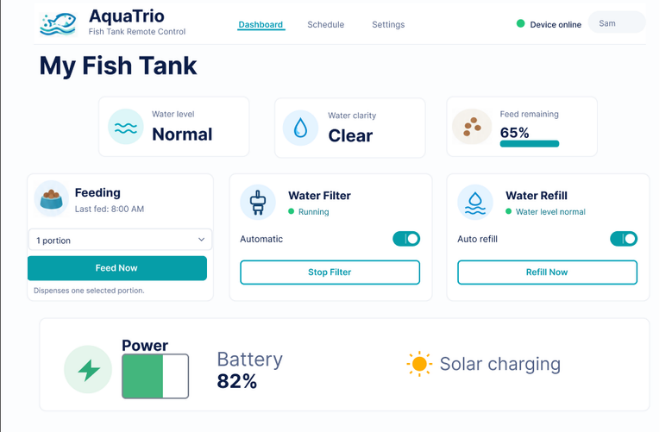 AquaTrio
Fish Tank Remote Control
Dashboard
Schedule
Settings
Device online
Sam
My Fish Tank
Water level
Normal
Water clarity
Clear
Feed remaining
65%
Feeding
Last fed: 8:00 AM
1 portion
Feed Now
Dispenses one selected portion.
Water Filter
Running
Automatic
Stop Filter
Water Refill
Water level normal
Auto refill
Refill Now
Power
Battery
82%
Solar charging